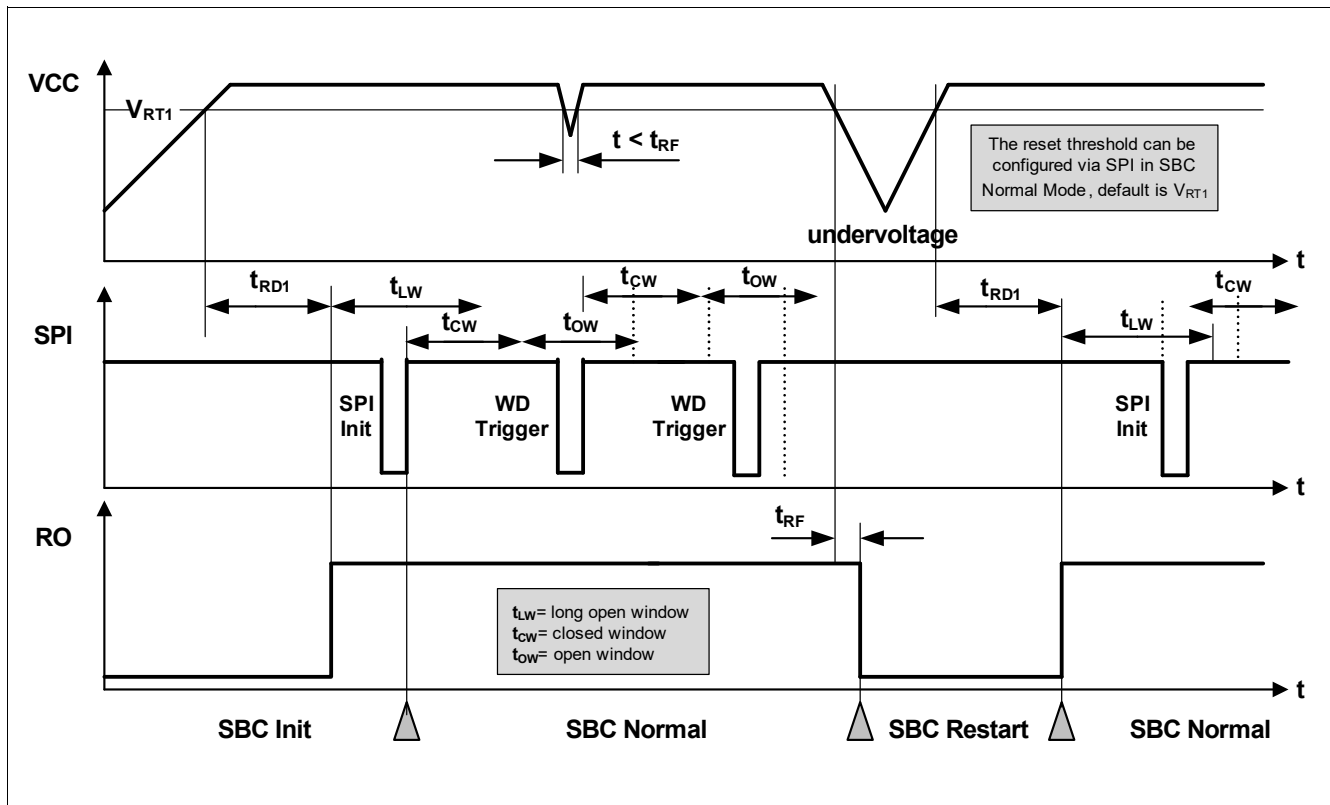 VCC
VRT1
t < tRF
The reset threshold can be
configured via SPI in SBC
Normal Mode, default is VRT1
undervoltage
t
tRD1
tLW
tCW
tOW
tCW
tOW
tRD1
tLW
tCW
SPI
SPI
Init
WD
Trigger
WD
Trigger
SPI
Init
t
RO
tRF
tLW= long open window
tCW= closed window
tOW= open window
t
SBC Init
SBC Normal
SBC Restart
SBC Normal